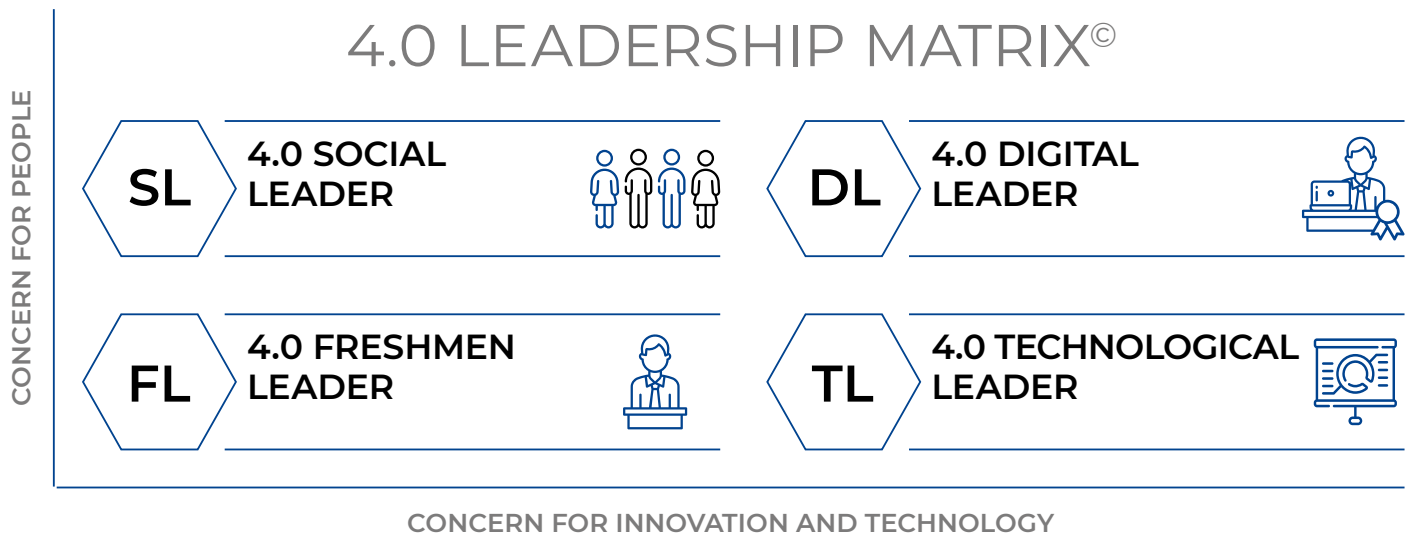 4.0 LEADERSHIP MATRIX©
CONCERN FOR PEOPLE
SL
4.0 SOCIAL
LEADER
DL
4.0 DIGITAL
LEADER
FL
4.0 FRESHMEN
LEADER
TL
4.0 TECHNOLOGICAL
LEADER
CONCERN FOR INNOVATION AND TECHNOLOGY